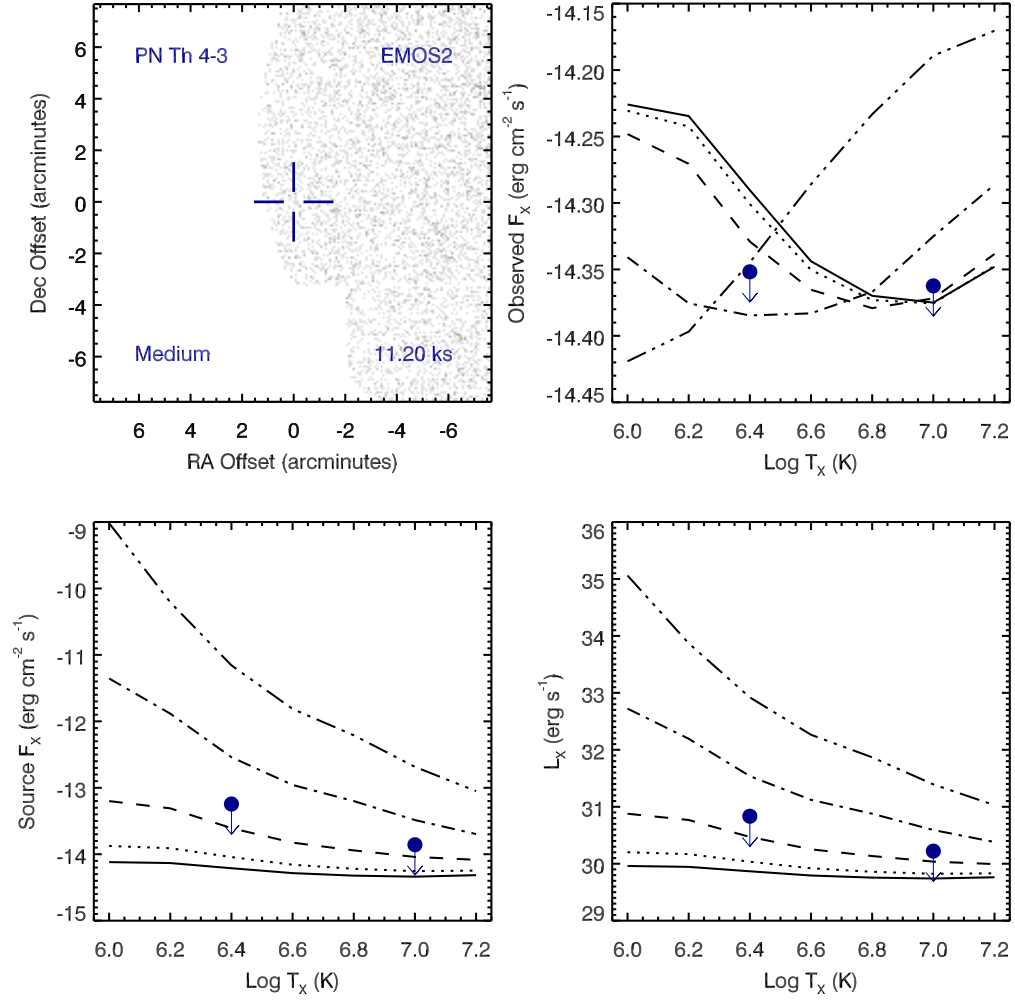 PN Th 4-3 EMOS2
Medium 11.20 ks
6
4
2
0
-2
-4
-6
Dec Offset (arcminutes)
6 4 2 0 -2 -4 -6
RA Offset (arcminutes)
-14.15
-14.20
-14.25
-14.30
-14.35
-14.40
-14.45
Observed FX (erg cm-2 s-1)
6.0 6.2 6.4 6.6 6.8 7.0 7.2
Log TX (K)
-9
-10
-11
-12
-13
-14
-15
Source FX (erg cm-2 s-1)
6.0 6.2 6.4 6.6 6.8 7.0 7.2
Log TX (K)
36
35
34
33
32
31
30
29
LX (erg s-1)
6.0 6.2 6.4 6.6 6.8 7.0 7.2
Log TX (K)